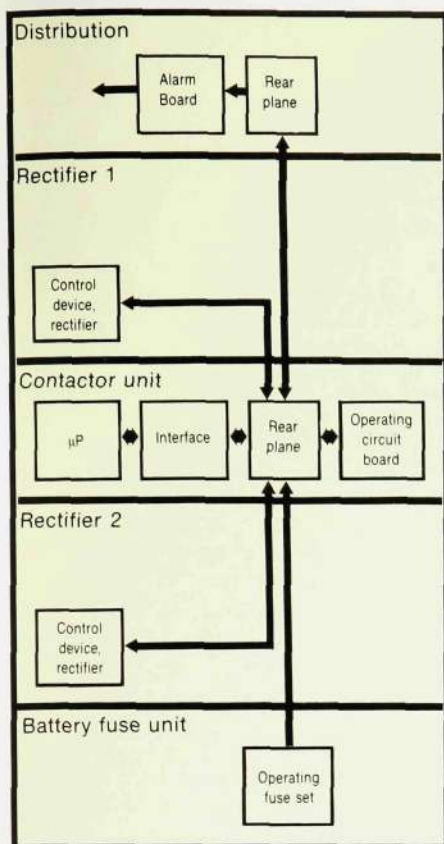 Distribution
Alarm
Board
Rear
plane
Rectifier 1
Control
device,
rectifier
Contactor unit
µP
Interface
Rear
plane
Operating
circuit
board
Rectifier 2
Control
device,
rectifier
Battery fuse unit
Operating
fuse set